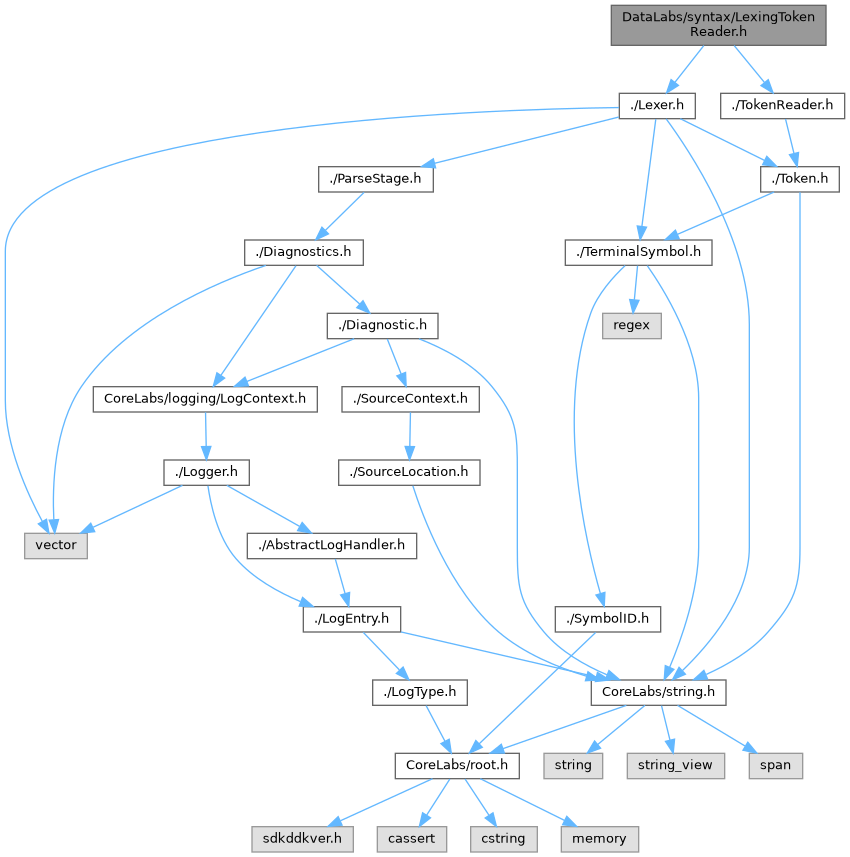 DataLabs/syntax/LexingToken
Reader.h
./Lexer.h
./TokenReader.h
./ParseStage.h
./Token.h
./Diagnostics.h
./TerminalSymbol.h
./Diagnostic.h
regex
CoreLabs/logging/LogContext.h
./SourceContext.h
./Logger.h
./SourceLocation.h
vector
./AbstractLogHandler.h
./LogEntry.h
./SymbolID.h
./LogType.h
CoreLabs/string.h
CoreLabs/root.h
string
string_view
span
sdkddkver.h
cassert
cstring
memory